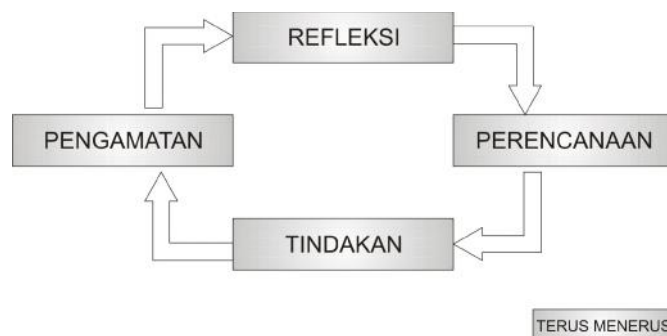 REFLEKSI
PENGAMATAN
PERENCANAAN
TINDAKAN
TERUS MENERUS